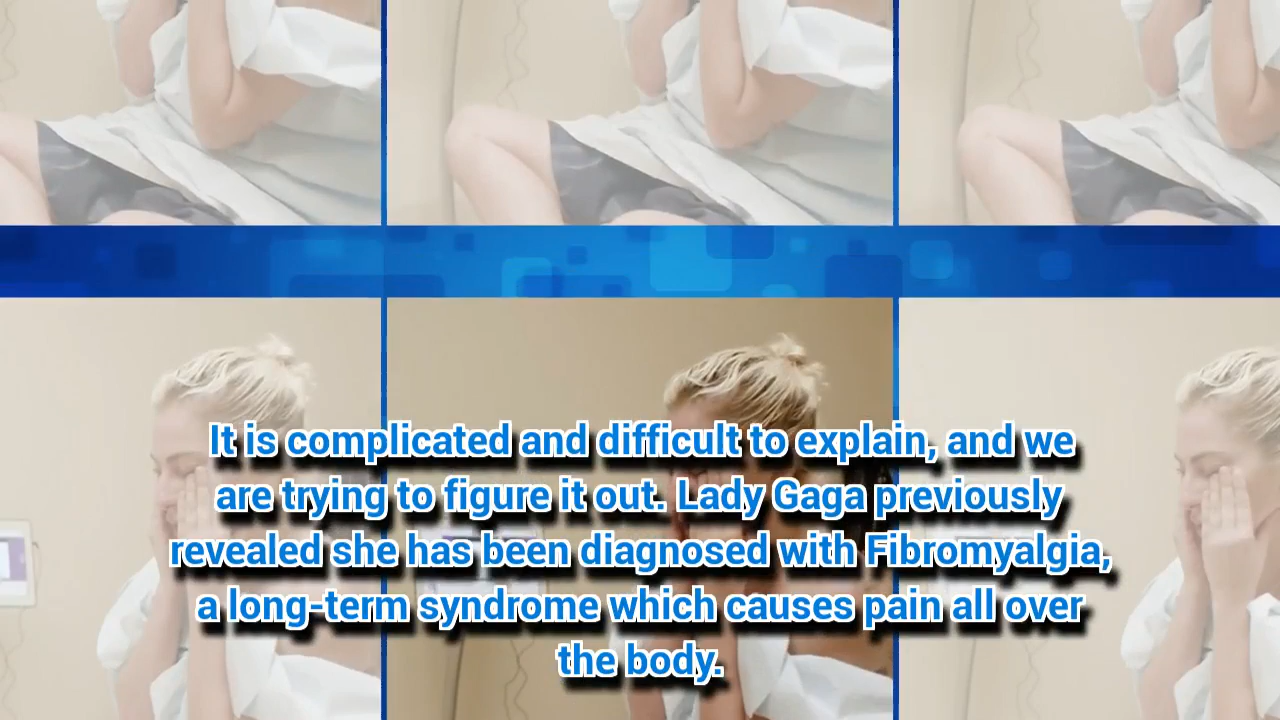 It is complicated and difficult to explain, and we
are trying to figure it out. Lady Gaga previously
revealed she has been diagnosed with Fibromyalgia,
a long-term syndrome which causes pain all over
the body.